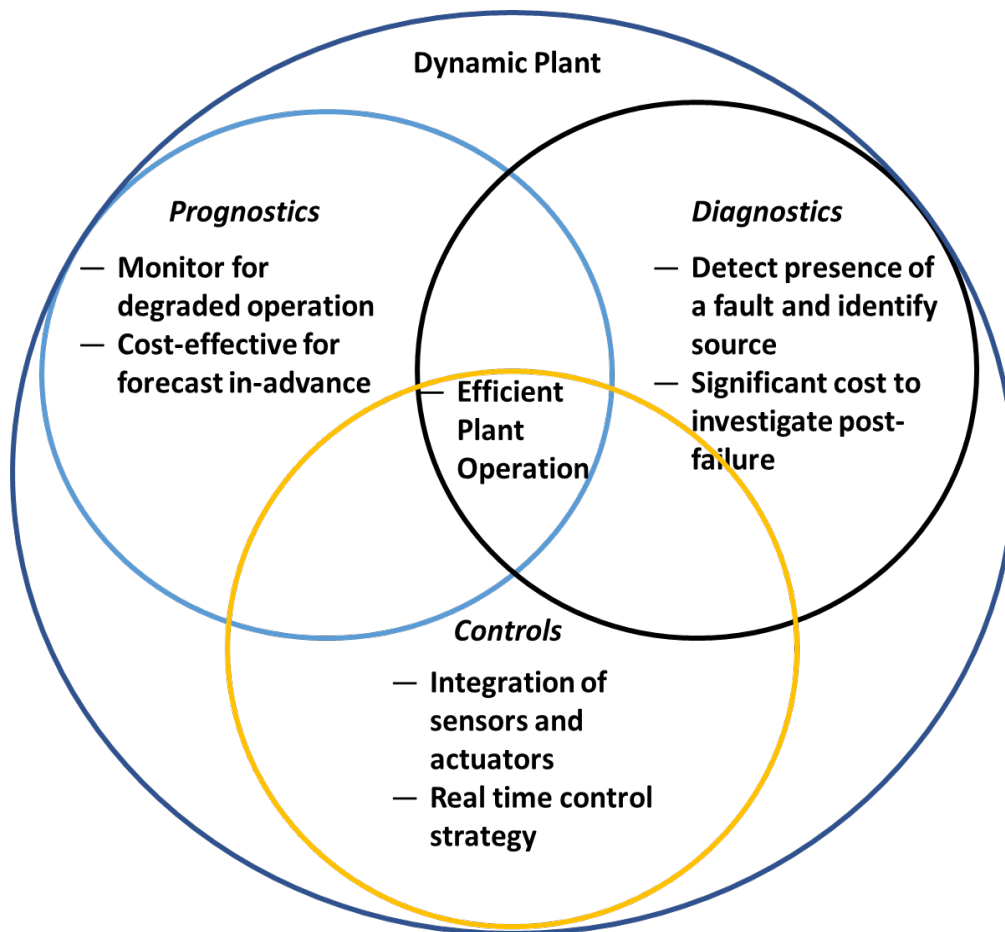 Dynamic Plant
Prognostics
— Monitor for
degraded operation
— Cost-effective for
forecast in-advance
Diagnostics
— Detect presence of
a fault and identify
source
— Significant cost to
investigate post-
failure
— Efficient
Plant
Operation
Controls
— Integration of
sensors and
actuators
— Real time control
strategy